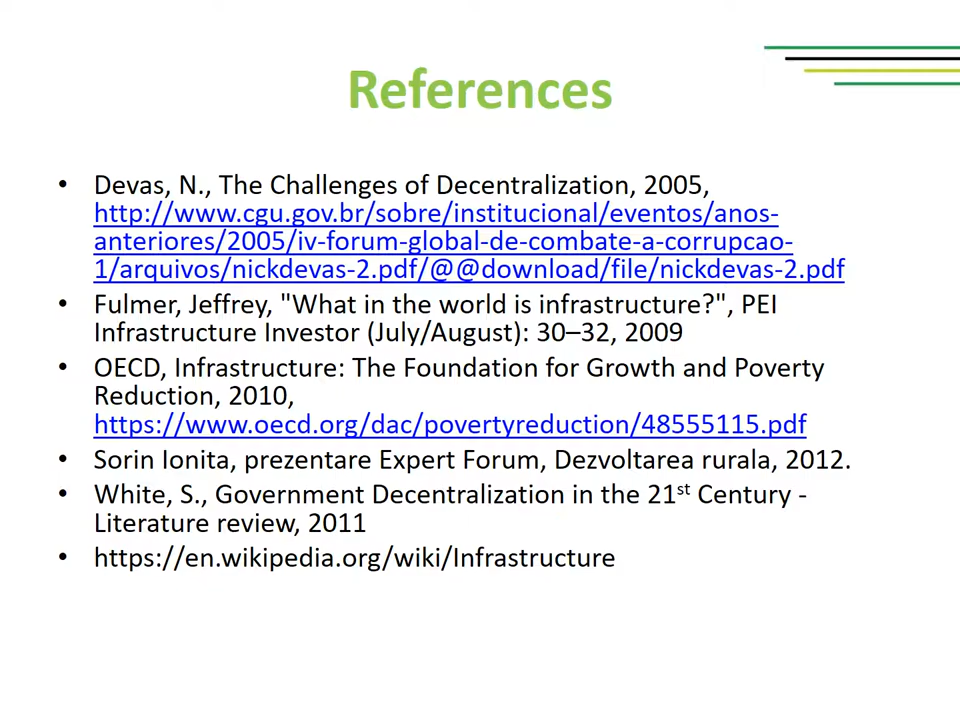 References
• Devas, N., The Challenges of Decentralization, 2005,
http://www.cgu.gov.br/sobre/institucional/eventos/anos-
anteriores/2005/iv-forum-global-de-combate-a-corrupcao-
1/arquivos/nickdevas-2.pdf/@@download/file/nickdevas-2.pdf
• Fulmer, Jeffrey, "What in the world is infrastructure?", PEI
Infrastructure Investor (July/August): 30–32, 2009
• OECD, Infrastructure: The Foundation for Growth and Poverty
Reduction, 2010,
https://www.oecd.org/dac/povertyreduction/48555115.pdf
• Sorin Ionita, prezentare Expert Forum, Dezvoltarea rurala, 2012.
• White, S., Government Decentralization in the 21st Century -
Literature review, 2011
• https://en.wikipedia.org/wiki/Infrastructure